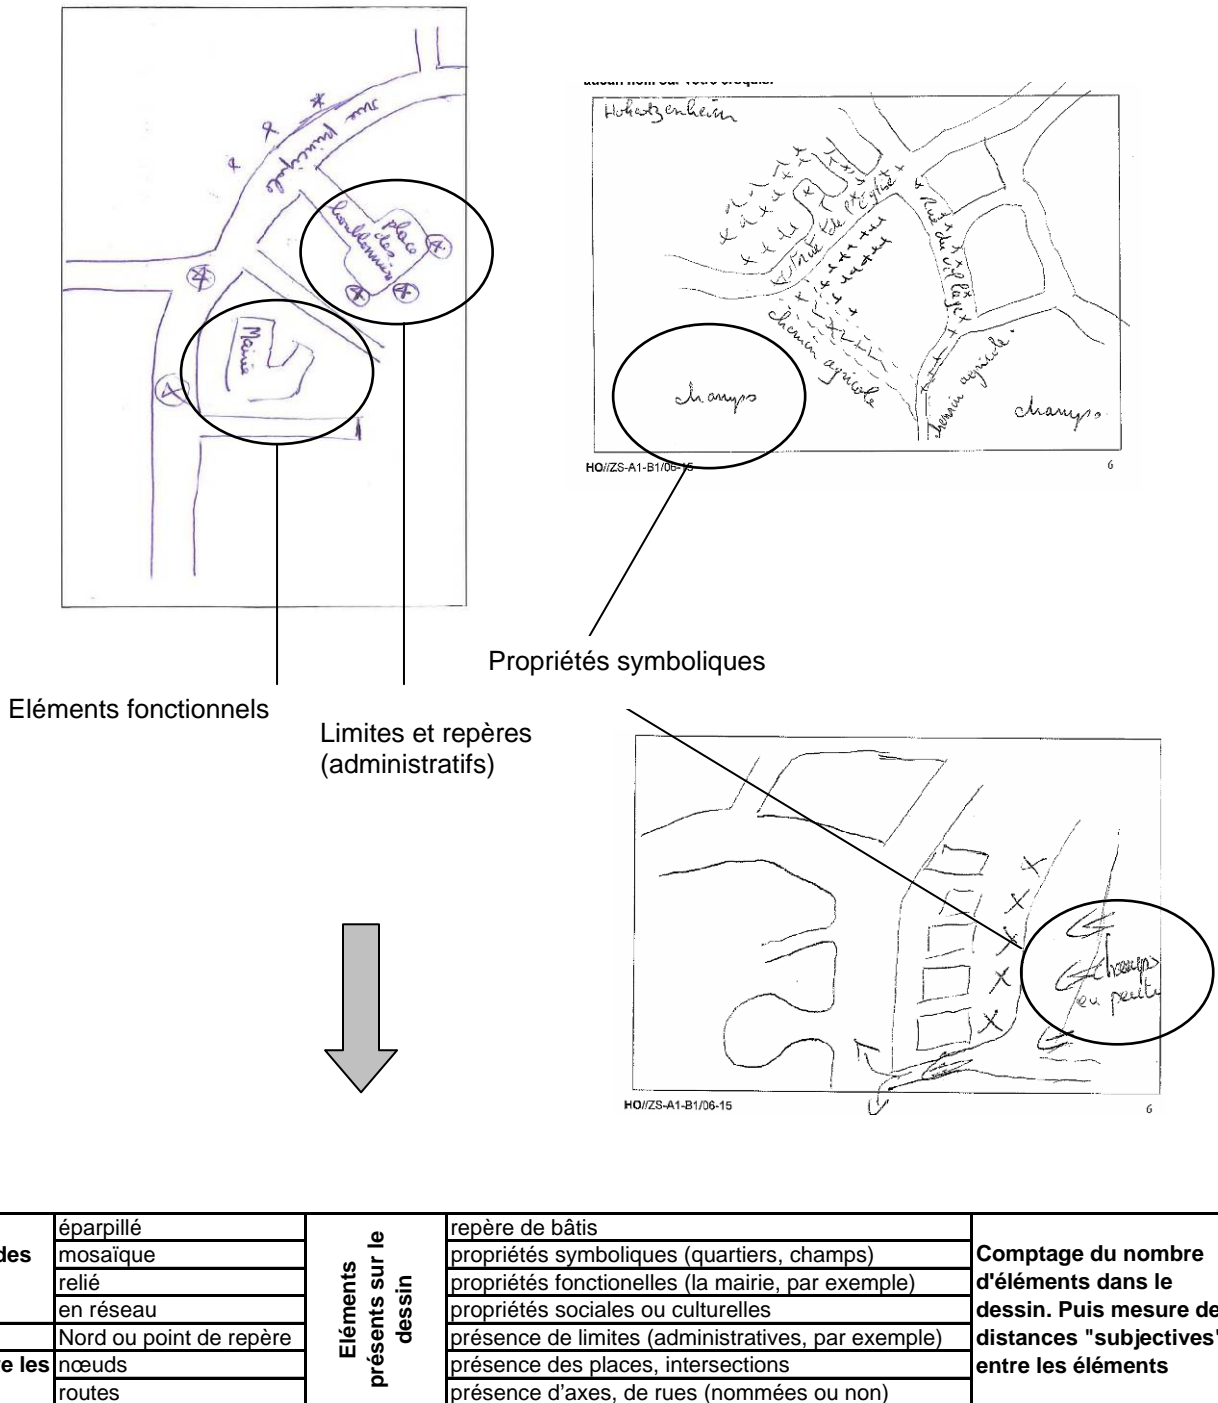 rue principale
place
des
houblonnière
Mairie
Hohatzenheim
rue de l'Église
Rue du village
chemin agricole
chemin agricole
champs
champs
HO//ZS-A1-B1/06-15
6
Propriétés symboliques
Eléments fonctionnels
Limites et repères
(administratifs)
champs
en pente
HO//ZS-A1-B1/06-15
6
éparpillé
des
mosaïque
relié
en réseau
Nord ou point de repère
les
nœuds
routes
Eléments
présents sur le
dessin
repère de bâtis
propriétés symboliques (quartiers, champs)
propriétés fonctionelles (la mairie, par exemple)
propriétés sociales ou culturelles
présence de limites (administratives, par exemple)
présence des places, intersections
présence d'axes, de rues (nommées ou non)
Comptage du nombre
d'éléments dans le
dessin. Puis mesure de
distances "subjectives"
entre les éléments